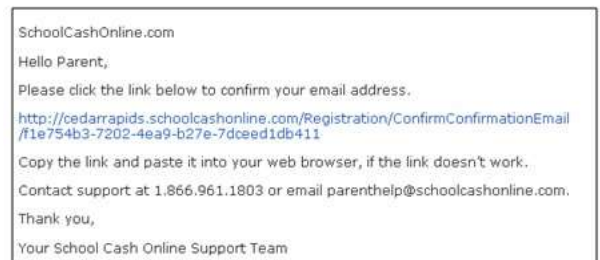 SchoolCashOnline.com
Hello Parent,
Please click the link below to confirm your email address.
http://cedarrapids.schoolcashonline.com/Registration/ConfirmConfirmationEmail
/f1e754b3-7202-4ea9-b27e-7dceed1db411
Copy the link and paste it into your web browser, if the link doesn't work.
Contact support at 1.866.961.1803 or email parenthelp@schoolcashonline.com.
Thank you,
Your School Cash Online Support Team